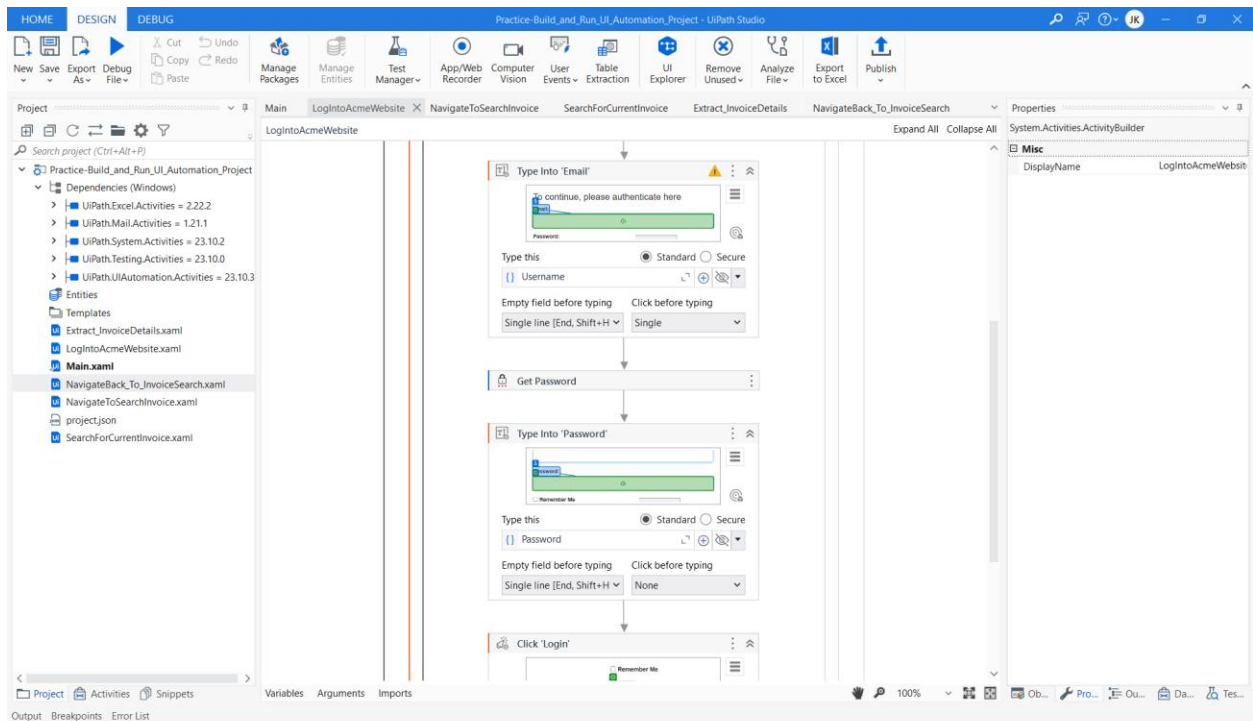 HOME DESIGN DEBUG
Practice-Build_and_Run_UI_Automation_Project - UiPath Studio
JK
New Save Export As Debug File
Cut Undo
Copy Redo
Paste
Manage Packages
Manage Entities
Test Manager
App/Web Recorder
Computer Vision
User Events
Table Extraction
UI Explorer
Remove Unused
Analyze File
Export to Excel
Publish
Project
Search project (Ctrl+Alt+P)
Practice-Build_and_Run_UI_Automation_Project
Dependencies (Windows)
UiPath.Excel.Activities = 2.22.2
UiPath.Mail.Activities = 1.21.1
UiPath.System.Activities = 23.10.2
UiPath.Testing.Activities = 23.10.0
UiPath.UIAutomation.Activities = 23.10.3
Entities
Templates
Extract_InvoiceDetails.xaml
LogIntoAcmeWebsite.xaml
Main.xaml
NavigateBack_To_InvoiceSearch.xaml
NavigateToSearchInvoice.xaml
project.json
SearchForCurrentInvoice.xaml
Project Activities Snippets
Main LogIntoAcmeWebsite NavigateToSearchInvoice SearchForCurrentInvoice Extract_InvoiceDetails NavigateBack_To_InvoiceSearch
LogIntoAcmeWebsite
Expand All Collapse All
Type Into 'Email'
To continue, please authenticate here
Password:
Type this Standard Secure
{} Username
Empty field before typing Click before typing
Single line [End, Shift+H Single
Get Password
Type Into 'Password'
Remember Me
Type this Standard Secure
{} Password
Empty field before typing Click before typing
Single line [End, Shift+H None
Click 'Login'
Remember Me
Variables Arguments Imports
100%
Properties
System.Activities.ActivityBuilder
Misc
DisplayName LogIntoAcmeWebsit
Ob... Pro... Ou... Da... Tes...
Output Breakpoints Error List